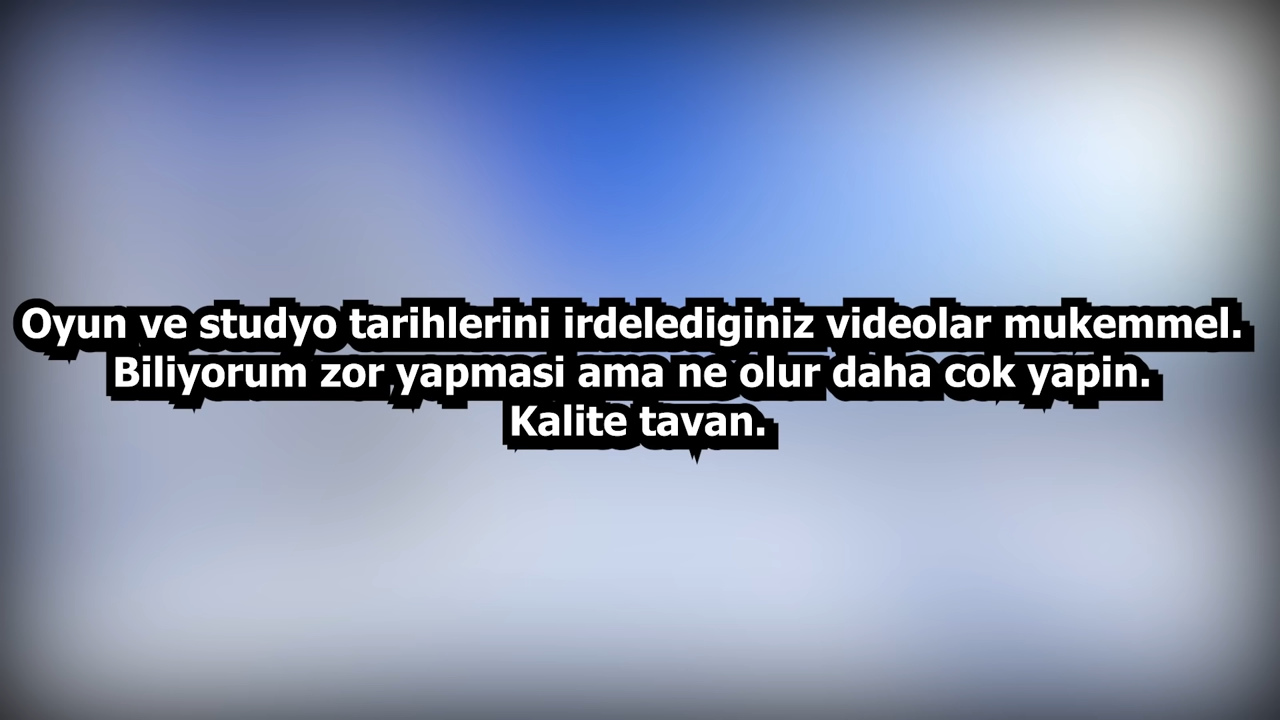 Oyun ve studyo tarihlerini irdelediginiz videolar mukemmel.
Biliyorum zor yapmasi ama ne olur daha cok yapin.
Kalite tavan.